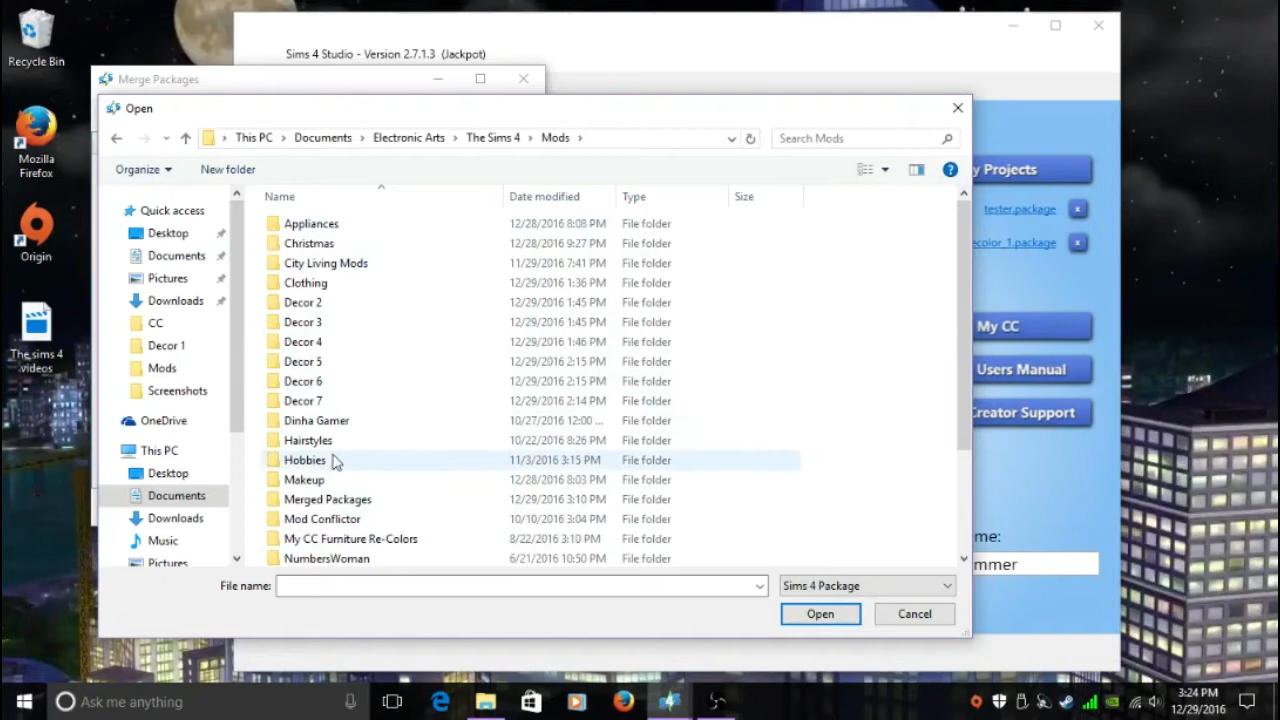 Recycle Bin
Mozilla
Firefox
Origin
The sims 4
videos
Sims 4 Studio - Version 2.7.1.3 (Jackpot)
Merge Packages
Open
This PC > Documents > Electronic Arts > The Sims 4 > Mods >
Search Mods
Organize
New folder
Name
Date modified
Type
Size
Quick access
Desktop
Documents
Pictures
Downloads
CC
Decor 1
Mods
Screenshots
OneDrive
This PC
Desktop
Documents
Downloads
Music
Pictures
Appliances 12/28/2016 8:08 PM File folder
Christmas 12/28/2016 9:27 PM File folder
City Living Mods 11/29/2016 7:41 PM File folder
Clothing 12/29/2016 1:36 PM File folder
Decor 2 12/29/2016 1:45 PM File folder
Decor 3 12/29/2016 1:45 PM File folder
Decor 4 12/29/2016 1:46 PM File folder
Decor 5 12/29/2016 2:15 PM File folder
Decor 6 12/29/2016 2:15 PM File folder
Decor 7 12/29/2016 2:14 PM File folder
Dinha Gamer 10/27/2016 12:00 ... File folder
Hairstyles 10/22/2016 8:26 PM File folder
Hobbies 11/3/2016 3:15 PM File folder
Makeup 12/28/2016 8:03 PM File folder
Merged Packages 12/29/2016 3:10 PM File folder
Mod Conflictor 10/10/2016 3:04 PM File folder
My CC Furniture Re-Colors 8/22/2016 3:10 PM File folder
NumbersWoman 6/21/2016 10:50 PM File folder
File name:
Sims 4 Package
Open
Cancel
y Projects
tester.package x
ecolor_1.package x
My CC
Users Manual
Creator Support
me:
mmer
Ask me anything
3:24 PM
12/29/2016